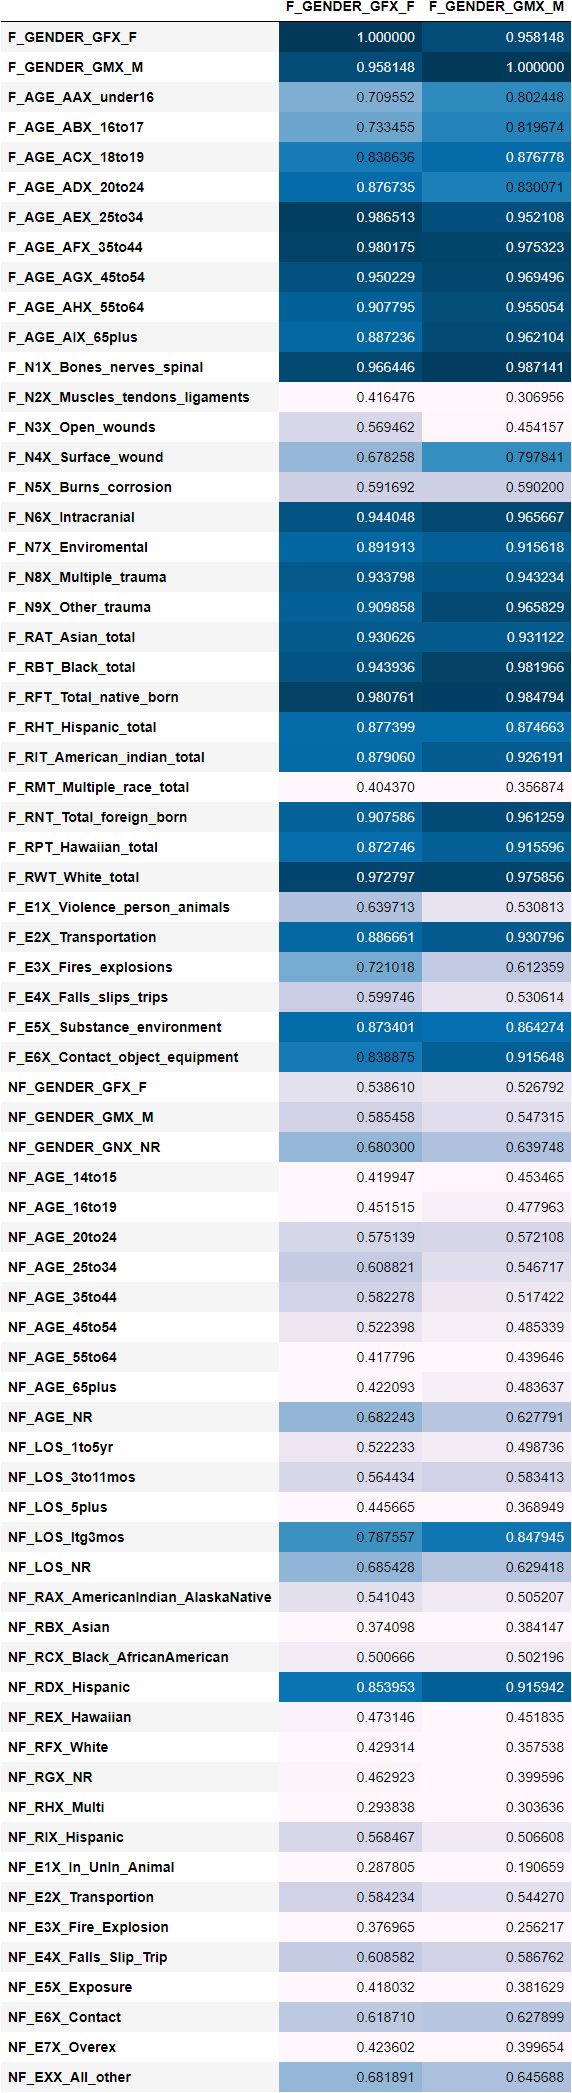 F_GENDER_GFX_F F_GENDER_GMX_M
F_GENDER_GFX_F 1.000000 0.958148
F_GENDER_GMX_M 0.958148 1.000000
F_AGE_AAX_under16 0.709552 0.802448
F_AGE_ABX_16to17 0.733455 0.819674
F_AGE_ACX_18to19 0.838636 0.876778
F_AGE_ADX_20to24 0.876735 0.830071
F_AGE_AEX_25to34 0.986513 0.952108
F_AGE_AFX_35to44 0.980175 0.975323
F_AGE_AGX_45to54 0.950229 0.969496
F_AGE_AHX_55to64 0.907795 0.955054
F_AGE_AIX_65plus 0.887236 0.962104
F_N1X_Bones_nerves_spinal 0.966446 0.987141
F_N2X_Muscles_tendons_ligaments 0.416476 0.306956
F_N3X_Open_wounds 0.569462 0.454157
F_N4X_Surface_wound 0.678258 0.797841
F_N5X_Burns_corrosion 0.591692 0.590200
F_N6X_Intracranial 0.944048 0.965667
F_N7X_Enviromental 0.891913 0.915618
F_N8X_Multiple_trauma 0.933798 0.943234
F_N9X_Other_trauma 0.909858 0.965829
F_RAT_Asian_total 0.930626 0.931122
F_RBT_Black_total 0.943936 0.981966
F_RFT_Total_native_born 0.980761 0.984794
F_RHT_Hispanic_total 0.877399 0.874663
F_RIT_American_indian_total 0.879060 0.926191
F_RMT_Multiple_race_total 0.404370 0.356874
F_RNT_Total_foreign_born 0.907586 0.961259
F_RPT_Hawaiian_total 0.872746 0.915596
F_RWT_White_total 0.972797 0.975856
F_E1X_Violence_person_animals 0.639713 0.530813
F_E2X_Transportation 0.886661 0.930796
F_E3X_Fires_explosions 0.721018 0.612359
F_E4X_Falls_slips_trips 0.599746 0.530614
F_E5X_Substance_environment 0.873401 0.864274
F_E6X_Contact_object_equipment 0.838875 0.915648
NF_GENDER_GFX_F 0.538610 0.526792
NF_GENDER_GMX_M 0.585458 0.547315
NF_GENDER_GNX_NR 0.680300 0.639748
NF_AGE_14to15 0.419947 0.453465
NF_AGE_16to19 0.451515 0.477963
NF_AGE_20to24 0.575139 0.572108
NF_AGE_25to34 0.608821 0.546717
NF_AGE_35to44 0.582278 0.517422
NF_AGE_45to54 0.522398 0.485339
NF_AGE_55to64 0.417796 0.439646
NF_AGE_65plus 0.422093 0.483637
NF_AGE_NR 0.682243 0.627791
NF_LOS_1to5yr 0.522233 0.498736
NF_LOS_3to11mos 0.564434 0.583413
NF_LOS_5plus 0.445665 0.368949
NF_LOS_ltg3mos 0.787557 0.847945
NF_LOS_NR 0.685428 0.629418
NF_RAX_AmericanIndian_AlaskaNative 0.541043 0.505207
NF_RBX_Asian 0.374098 0.384147
NF_RCX_Black_AfricanAmerican 0.500666 0.502196
NF_RDX_Hispanic 0.853953 0.915942
NF_REX_Hawaiian 0.473146 0.451835
NF_RFX_White 0.429314 0.357538
NF_RGX_NR 0.462923 0.399596
NF_RHX_Multi 0.293838 0.303636
NF_RIX_Hispanic 0.568467 0.506608
NF_E1X_In_UnIn_Animal 0.287805 0.190659
NF_E2X_Transportion 0.584234 0.544270
NF_E3X_Fire_Explosion 0.376965 0.256217
NF_E4X_Falls_Slip_Trip 0.608582 0.586762
NF_E5X_Exposure 0.418032 0.381629
NF_E6X_Contact 0.618710 0.627899
NF_E7X_Overex 0.423602 0.399654
NF_EXX_All_other 0.681891 0.645688